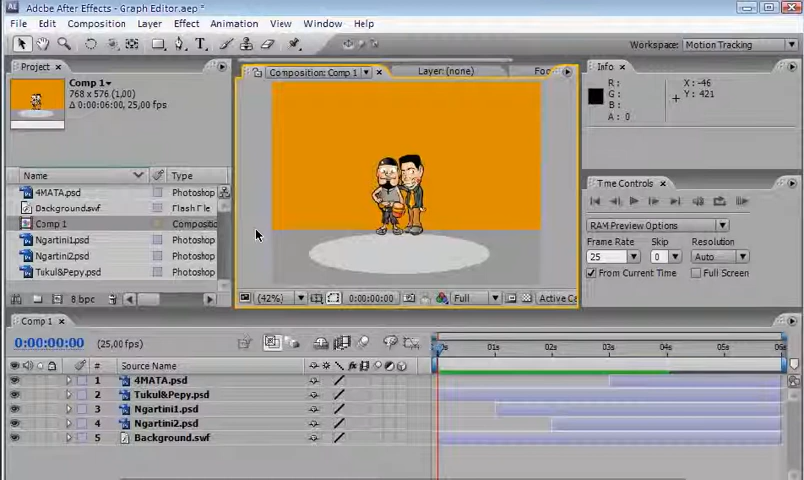 AE Adobe After Effects - Graph Editor.aep *
File Edit Composition Layer Effect Animation View Window Help
T Workspace: Motion Tracking
Project × Composition: Comp 1 × Layer: (none) Info ×
Comp 1
768 x 576 (1,00)
Δ 0:00:06:00, 25,00 fps
R :
G :
B :
A : 0
X : -46
Y : 421
Name Type
4MATA.psd Photoshop
Background.swf Flash File
Comp 1
Ngartini1.psd Photoshop
Ngartini2.psd Photoshop
Tukul&Pepy.psd Photoshop
8 bpc
(42%) 0:00:00:00 Full
Time Controls ×
RAM Preview Options
Frame Rate Skip Resolution
25 0 Auto
From Current Time Full Screen
Comp 1 ×
0:00:00:00 (25,00 fps)
01s 02s 03s 04s 05s 06s
# Source Name
1 4MATA.psd
2 Tukul&Pepy.psd
3 Ngartini1.psd
4 Ngartini2.psd
5 Background.swf